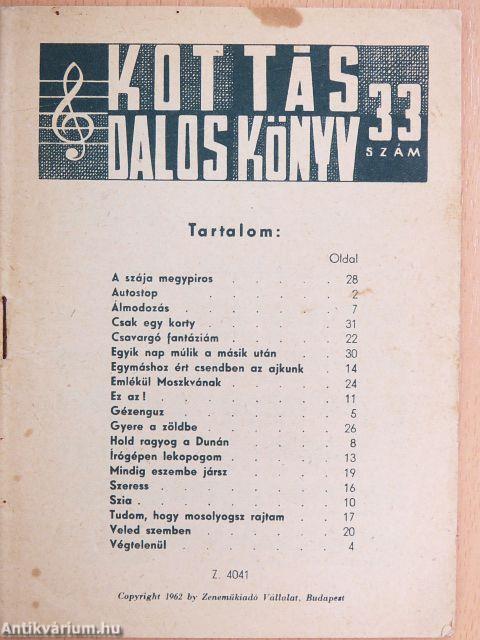 KOTTÁS 33
DALOS KÖNYV SZÁM
Tartalom:
Oldal
A szája megypiros . . . . . 28
Autostop . . . . . 2
Álmodozás . . . . . 7
Csak egy korty . . . . . 31
Csavargó fantáziám . . . . . 22
Egyik nap múlik a másik után . . 30
Egymáshoz ért csendben az ajkunk . 14
Emlékül Moszkvának . . . . . 24
Ez az! . . . . . 11
Gézenguz . . . . . 5
Gyere a zöldbe . . . . . 26
Hold ragyog a Dunán . . . . . 8
Írógépen lekopogom . . . . . 13
Mindig eszembe jársz . . . . . 19
Szeress . . . . . 16
Szia . . . . . 10
Tudom, hogy mosolyogsz rajtam . . 17
Veled szemben . . . . . 20
Végtelenül . . . . . 4
Z. 4041
Copyright 1962 by Zeneműkiadó Vállalat, Budapest
Antikvárium.hu